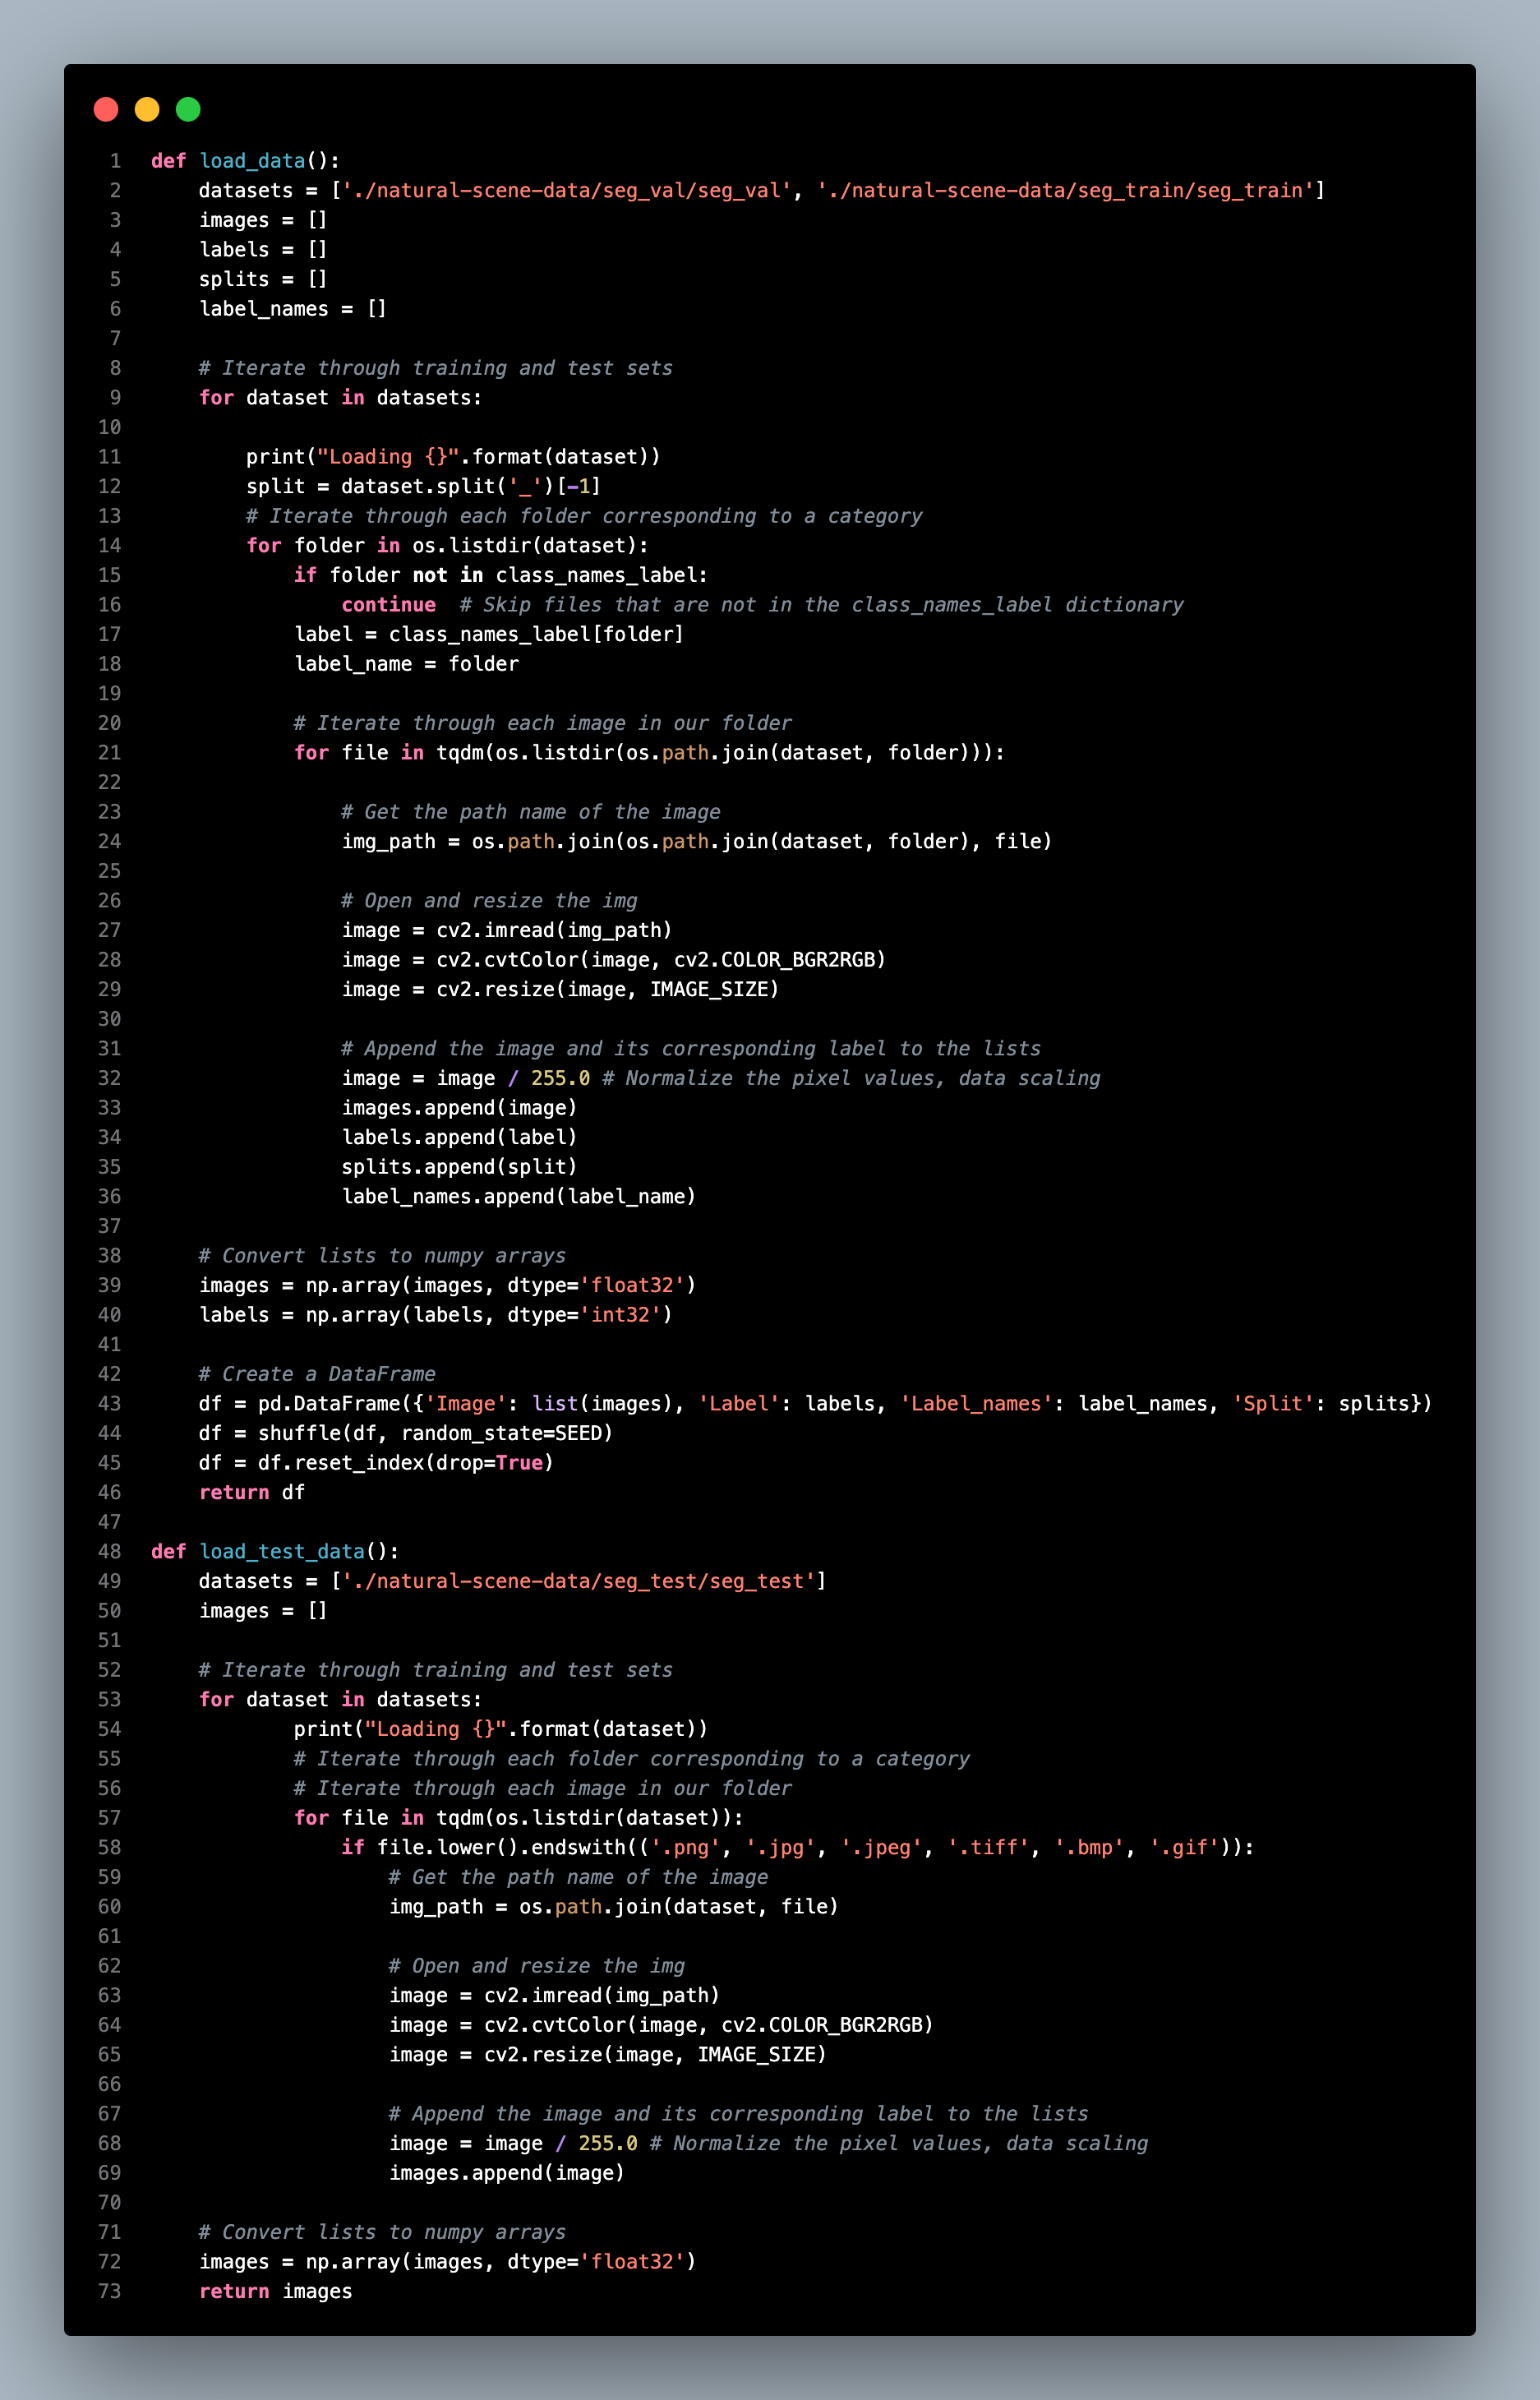 1 def load_data():
2     datasets = ['./natural-scene-data/seg_val/seg_val', './natural-scene-data/seg_train/seg_train']
3     images = []
4     labels = []
5     splits = []
6     label_names = []
7
8     # Iterate through training and test sets
9     for dataset in datasets:
10
11         print("Loading {}".format(dataset))
12         split = dataset.split('_')[-1]
13         # Iterate through each folder corresponding to a category
14         for folder in os.listdir(dataset):
15             if folder not in class_names_label:
16                 continue  # Skip files that are not in the class_names_label dictionary
17             label = class_names_label[folder]
18             label_name = folder
19
20             # Iterate through each image in our folder
21             for file in tqdm(os.listdir(os.path.join(dataset, folder))):
22
23                 # Get the path name of the image
24                 img_path = os.path.join(os.path.join(dataset, folder), file)
25
26                 # Open and resize the img
27                 image = cv2.imread(img_path)
28                 image = cv2.cvtColor(image, cv2.COLOR_BGR2RGB)
29                 image = cv2.resize(image, IMAGE_SIZE)
30
31                 # Append the image and its corresponding label to the lists
32                 image = image / 255.0 # Normalize the pixel values, data scaling
33                 images.append(image)
34                 labels.append(label)
35                 splits.append(split)
36                 label_names.append(label_name)
37
38     # Convert lists to numpy arrays
39     images = np.array(images, dtype='float32')
40     labels = np.array(labels, dtype='int32')
41
42     # Create a DataFrame
43     df = pd.DataFrame({'Image': list(images), 'Label': labels, 'Label_names': label_names, 'Split': splits})
44     df = shuffle(df, random_state=SEED)
45     df = df.reset_index(drop=True)
46     return df
47
48 def load_test_data():
49     datasets = ['./natural-scene-data/seg_test/seg_test']
50     images = []
51
52     # Iterate through training and test sets
53     for dataset in datasets:
54             print("Loading {}".format(dataset))
55             # Iterate through each folder corresponding to a category
56             # Iterate through each image in our folder
57             for file in tqdm(os.listdir(dataset)):
58                 if file.lower().endswith(('.png', '.jpg', '.jpeg', '.tiff', '.bmp', '.gif')):
59                     # Get the path name of the image
60                     img_path = os.path.join(dataset, file)
61
62                     # Open and resize the img
63                     image = cv2.imread(img_path)
64                     image = cv2.cvtColor(image, cv2.COLOR_BGR2RGB)
65                     image = cv2.resize(image, IMAGE_SIZE)
66
67                     # Append the image and its corresponding label to the lists
68                     image = image / 255.0 # Normalize the pixel values, data scaling
69                     images.append(image)
70
71     # Convert lists to numpy arrays
72     images = np.array(images, dtype='float32')
73     return images